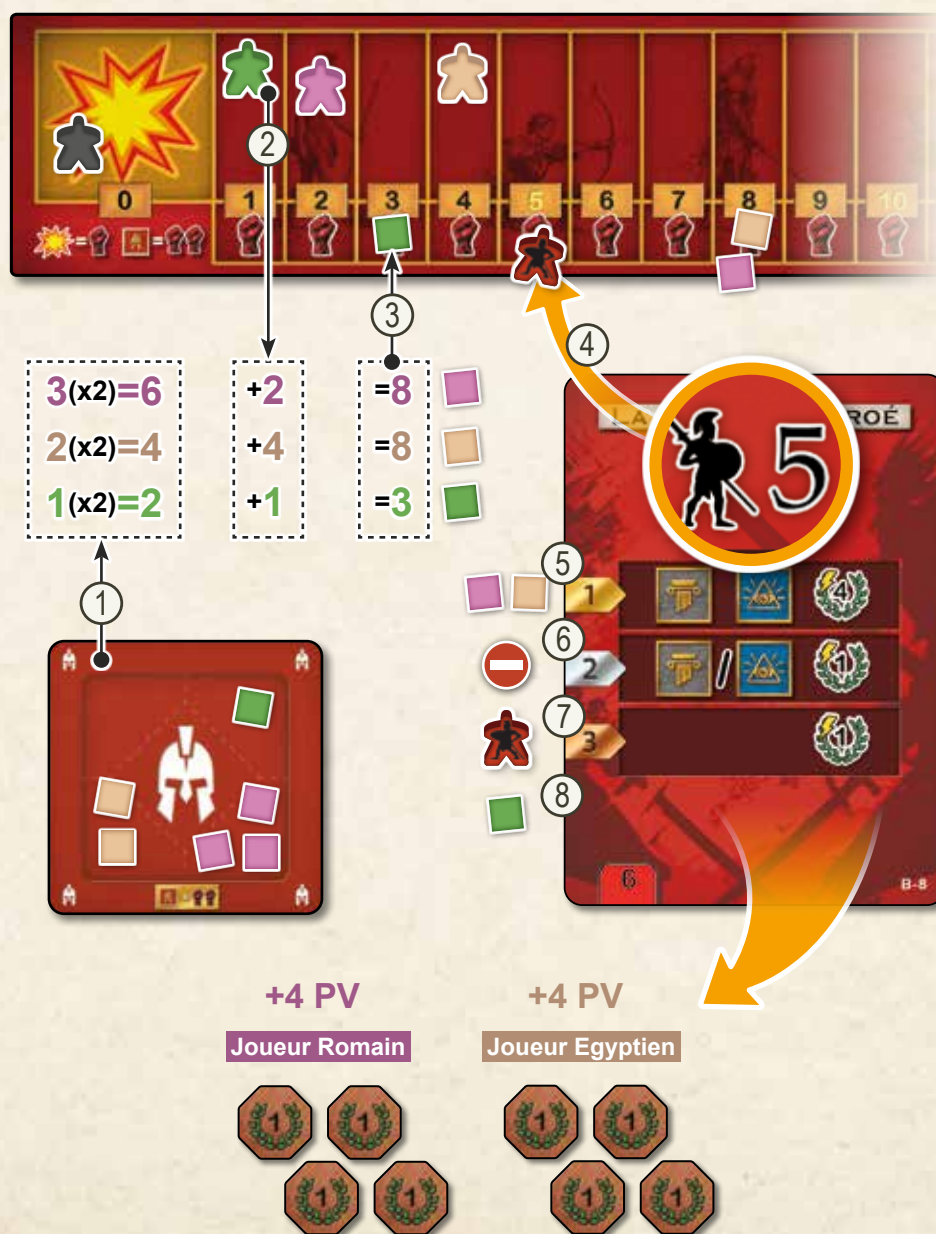 2
0 1 2 3 4 5 6 7 8 9 10
= =
3
4
3(x2)=6 +2 =8
2(x2)=4 +4 =8
1(x2)=2 +1 =3
LA ROÉ
5
1
5
1 4
6
2 / 1
7
3 1
8
6 B-8
+4 PV +4 PV
Joueur Romain Joueur Egyptien
1 1 1 1
1 1 1 1